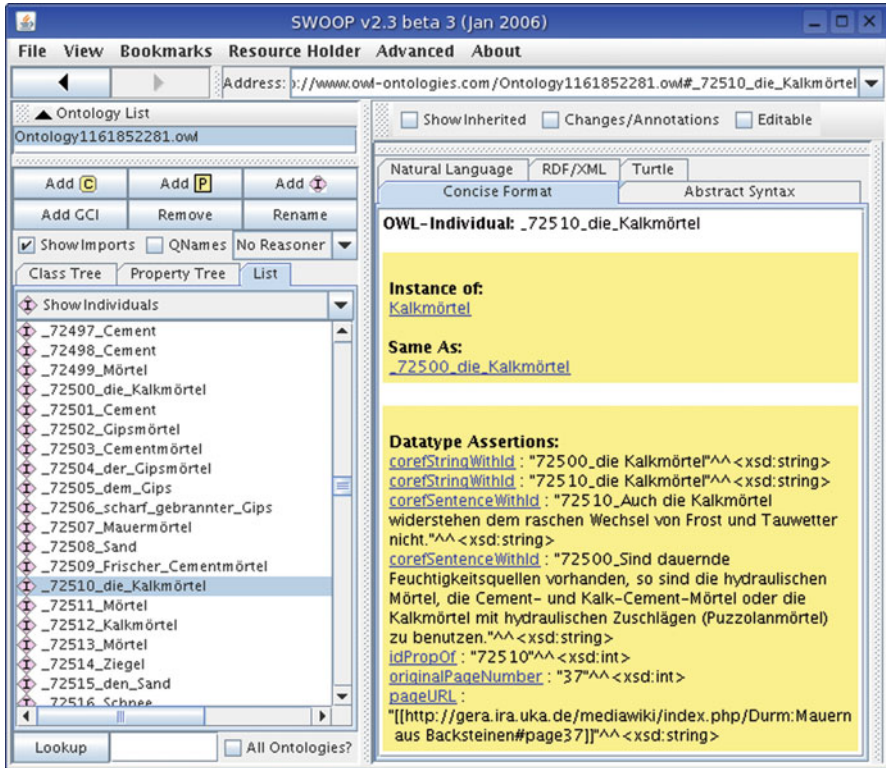 SWOOP v2.3 beta 3 (Jan 2006)
File View Bookmarks Resource Holder Advanced About
Address: ://www.owl-ontologies.com/Ontology1161852281.owl#_72510_die_Kalkmörtel
Ontology List
Ontology1161852281.owl
Add C Add P Add I
Add GCI Remove Rename
Show Imports QNames No Reasoner
Class Tree Property Tree List
Show Individuals
_72497_Cement
_72498_Cement
_72499_Mörtel
_72500_die_Kalkmörtel
_72501_Cement
_72502_Gipsmörtel
_72503_Cementmörtel
_72504_der_Gipsmörtel
_72505_dem_Gips
_72506_scharf_gebrannter_Gips
_72507_Mauermörtel
_72508_Sand
_72509_Frischer_Cementmörtel
_72510_die_Kalkmörtel
_72511_Mörtel
_72512_Kalkmörtel
_72513_Mörtel
_72514_Ziegel
_72515_den_Sand
_72516_Schnee
Lookup All Ontologies?
Show Inherited Changes/Annotations Editable
Natural Language RDF/XML Turtle
Concise Format Abstract Syntax
OWL-Individual: _72510_die_Kalkmörtel
Instance of:
Kalkmörtel
Same As:
_72500_die_Kalkmörtel
Datatype Assertions:
corefStringWithId : "72500_die Kalkmörtel"^^<xsd:string>
corefStringWithId : "72510_die Kalkmörtel"^^<xsd:string>
corefSentenceWithId : "72510_Auch die Kalkmörtel
widerstehen dem raschen Wechsel von Frost und Tauwetter
nicht."^^<xsd:string>
corefSentenceWithId : "72500_Sind dauernde
Feuchtigkeitsquellen vorhanden, so sind die hydraulischen
Mörtel, die Cement- und Kalk-Cement-Mörtel oder die
Kalkmörtel mit hydraulischen Zuschlägen (Puzzolanmörtel)
zu benutzen."^^<xsd:string>
idPropOf : "72510"^^<xsd:int>
originalPageNumber : "37"^^<xsd:int>
pageURL :
"[[http://gera.ira.uka.de/mediawiki/index.php/Durm:Mauern
aus Backsteinen#page37]]"^^<xsd:string>